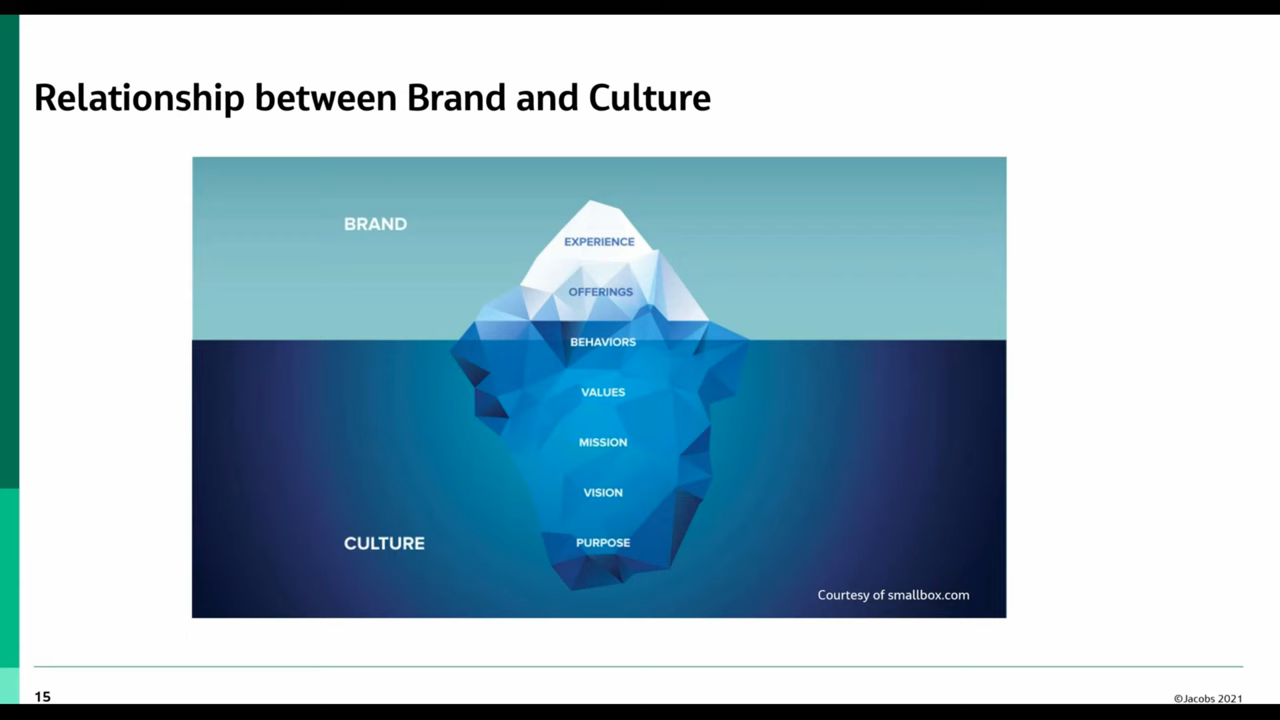 Relationship between Brand and Culture
BRAND
EXPERIENCE
OFFERINGS
BEHAVIORS
VALUES
MISSION
VISION
CULTURE
PURPOSE
Courtesy of smallbox.com
15
©Jacobs 2021